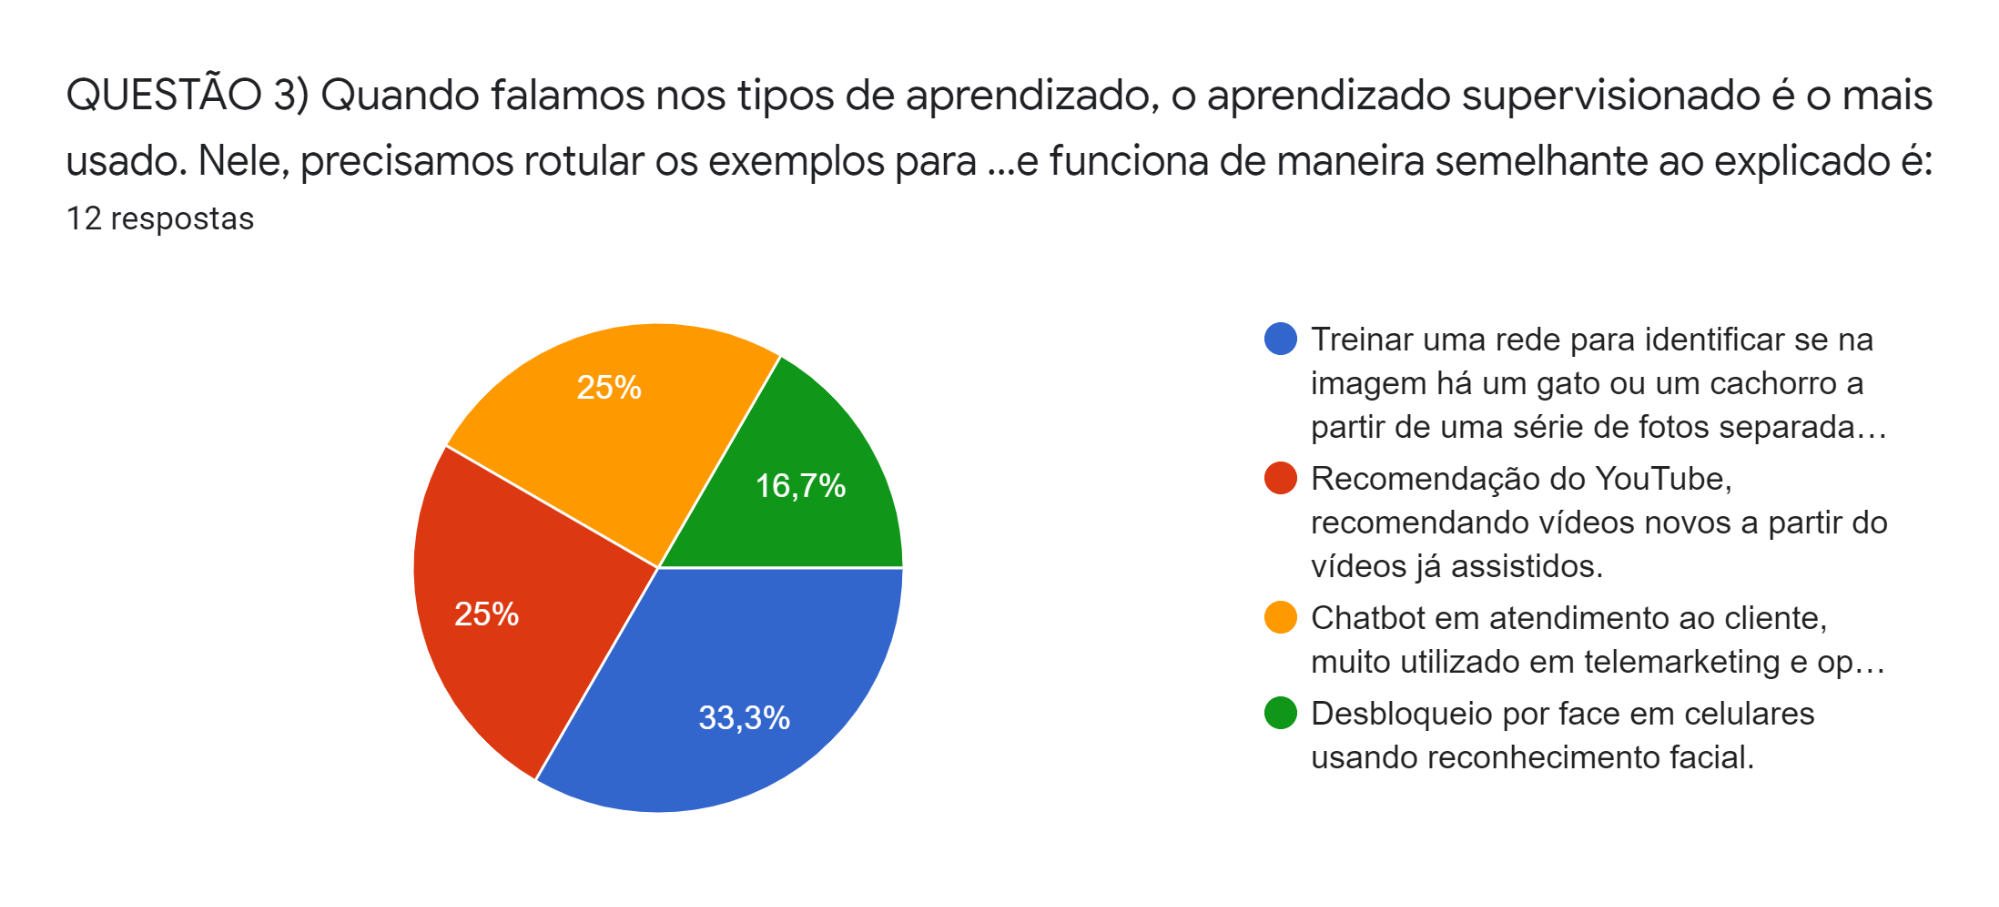 QUESTÃO 3) Quando falamos nos tipos de aprendizado, o aprendizado supervisionado é o mais
usado. Nele, precisamos rotular os exemplos para ...e funciona de maneira semelhante ao explicado é:
12 respostas
25%
16,7%
25%
33,3%
Treinar uma rede para identificar se na
imagem há um gato ou um cachorro a
partir de uma série de fotos separada...
Recomendação do YouTube,
recomendando vídeos novos a partir do
vídeos já assistidos.
Chatbot em atendimento ao cliente,
muito utilizado em telemarketing e op...
Desbloqueio por face em celulares
usando reconhecimento facial.